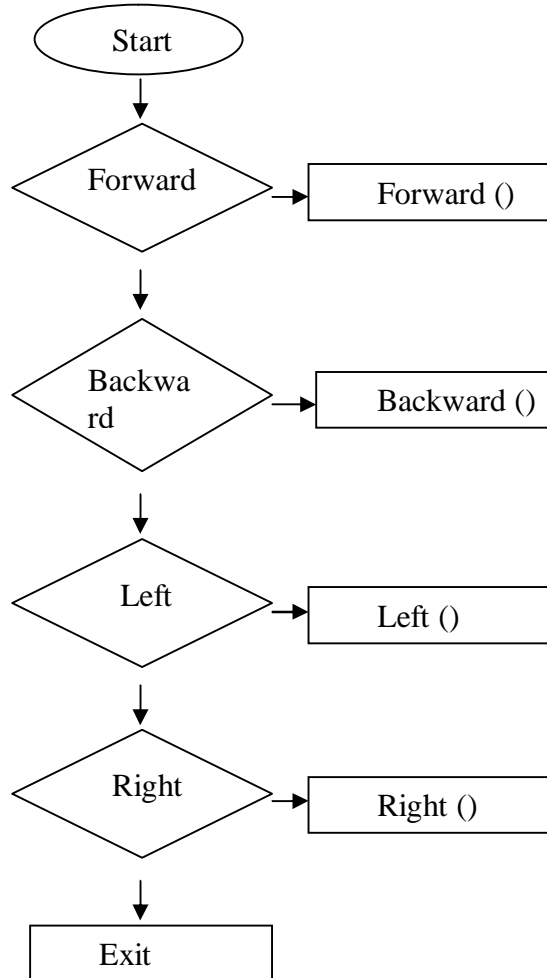 Start
Forward
Forward ()
Backwa
rd
Backward ()
Left
Left ()
Right
Right ()
Exit